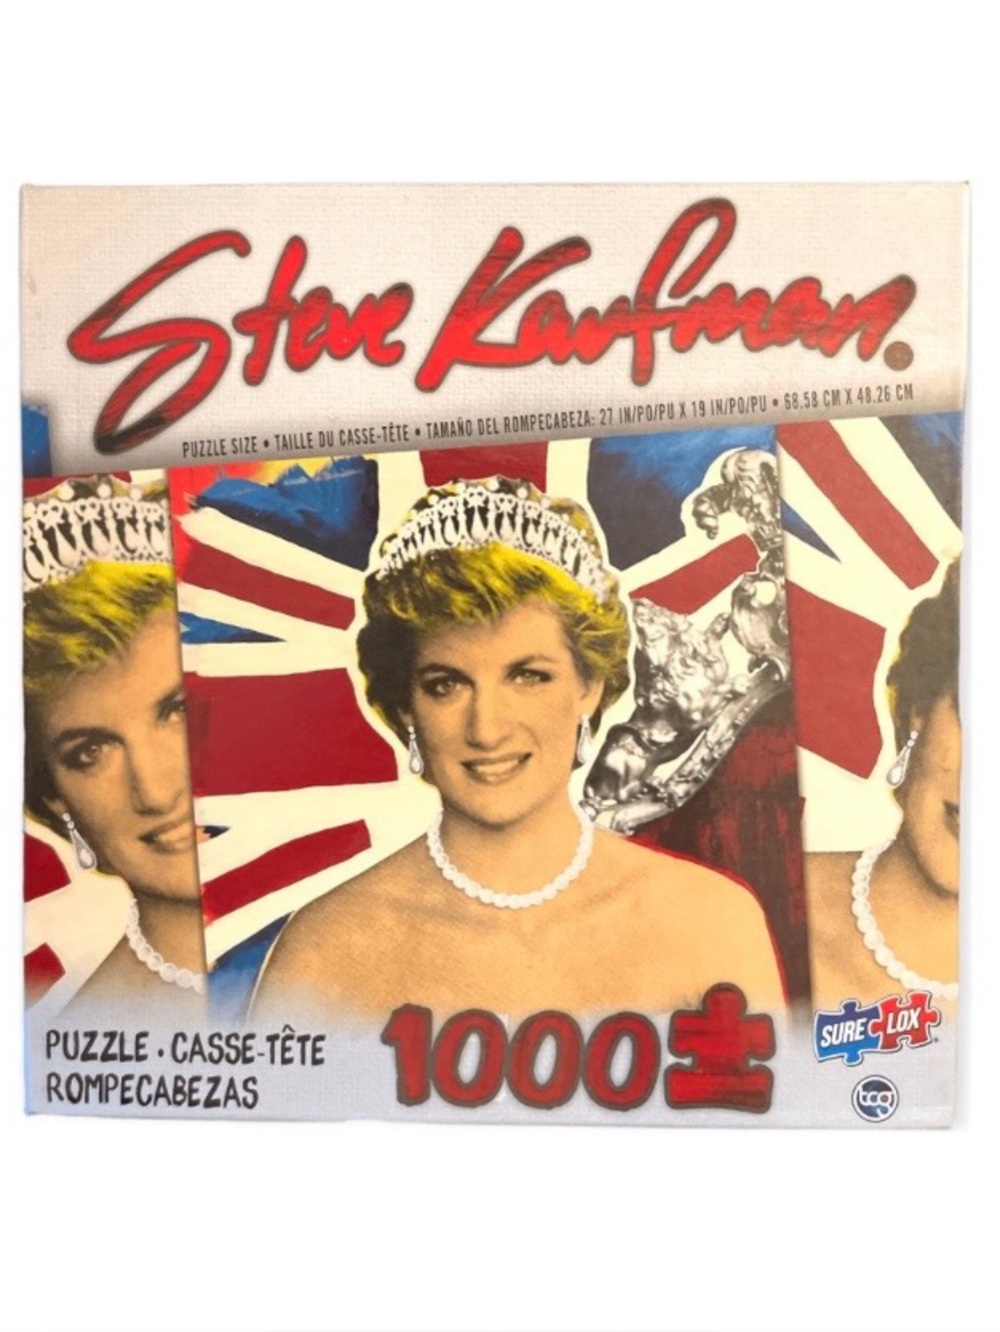 Steve Kaufman.
PUZZLE SIZE • TAILLE DU CASSE-TÊTE • TAMAÑO DEL ROMPECABEZA: 27 IN/PO/PU X 19 IN/PO/PU • 68.58 CM X 48.26 CM
PUZZLE • CASSE-TÊTE
ROMPECABEZAS
1000±
SURE LOX
tcg